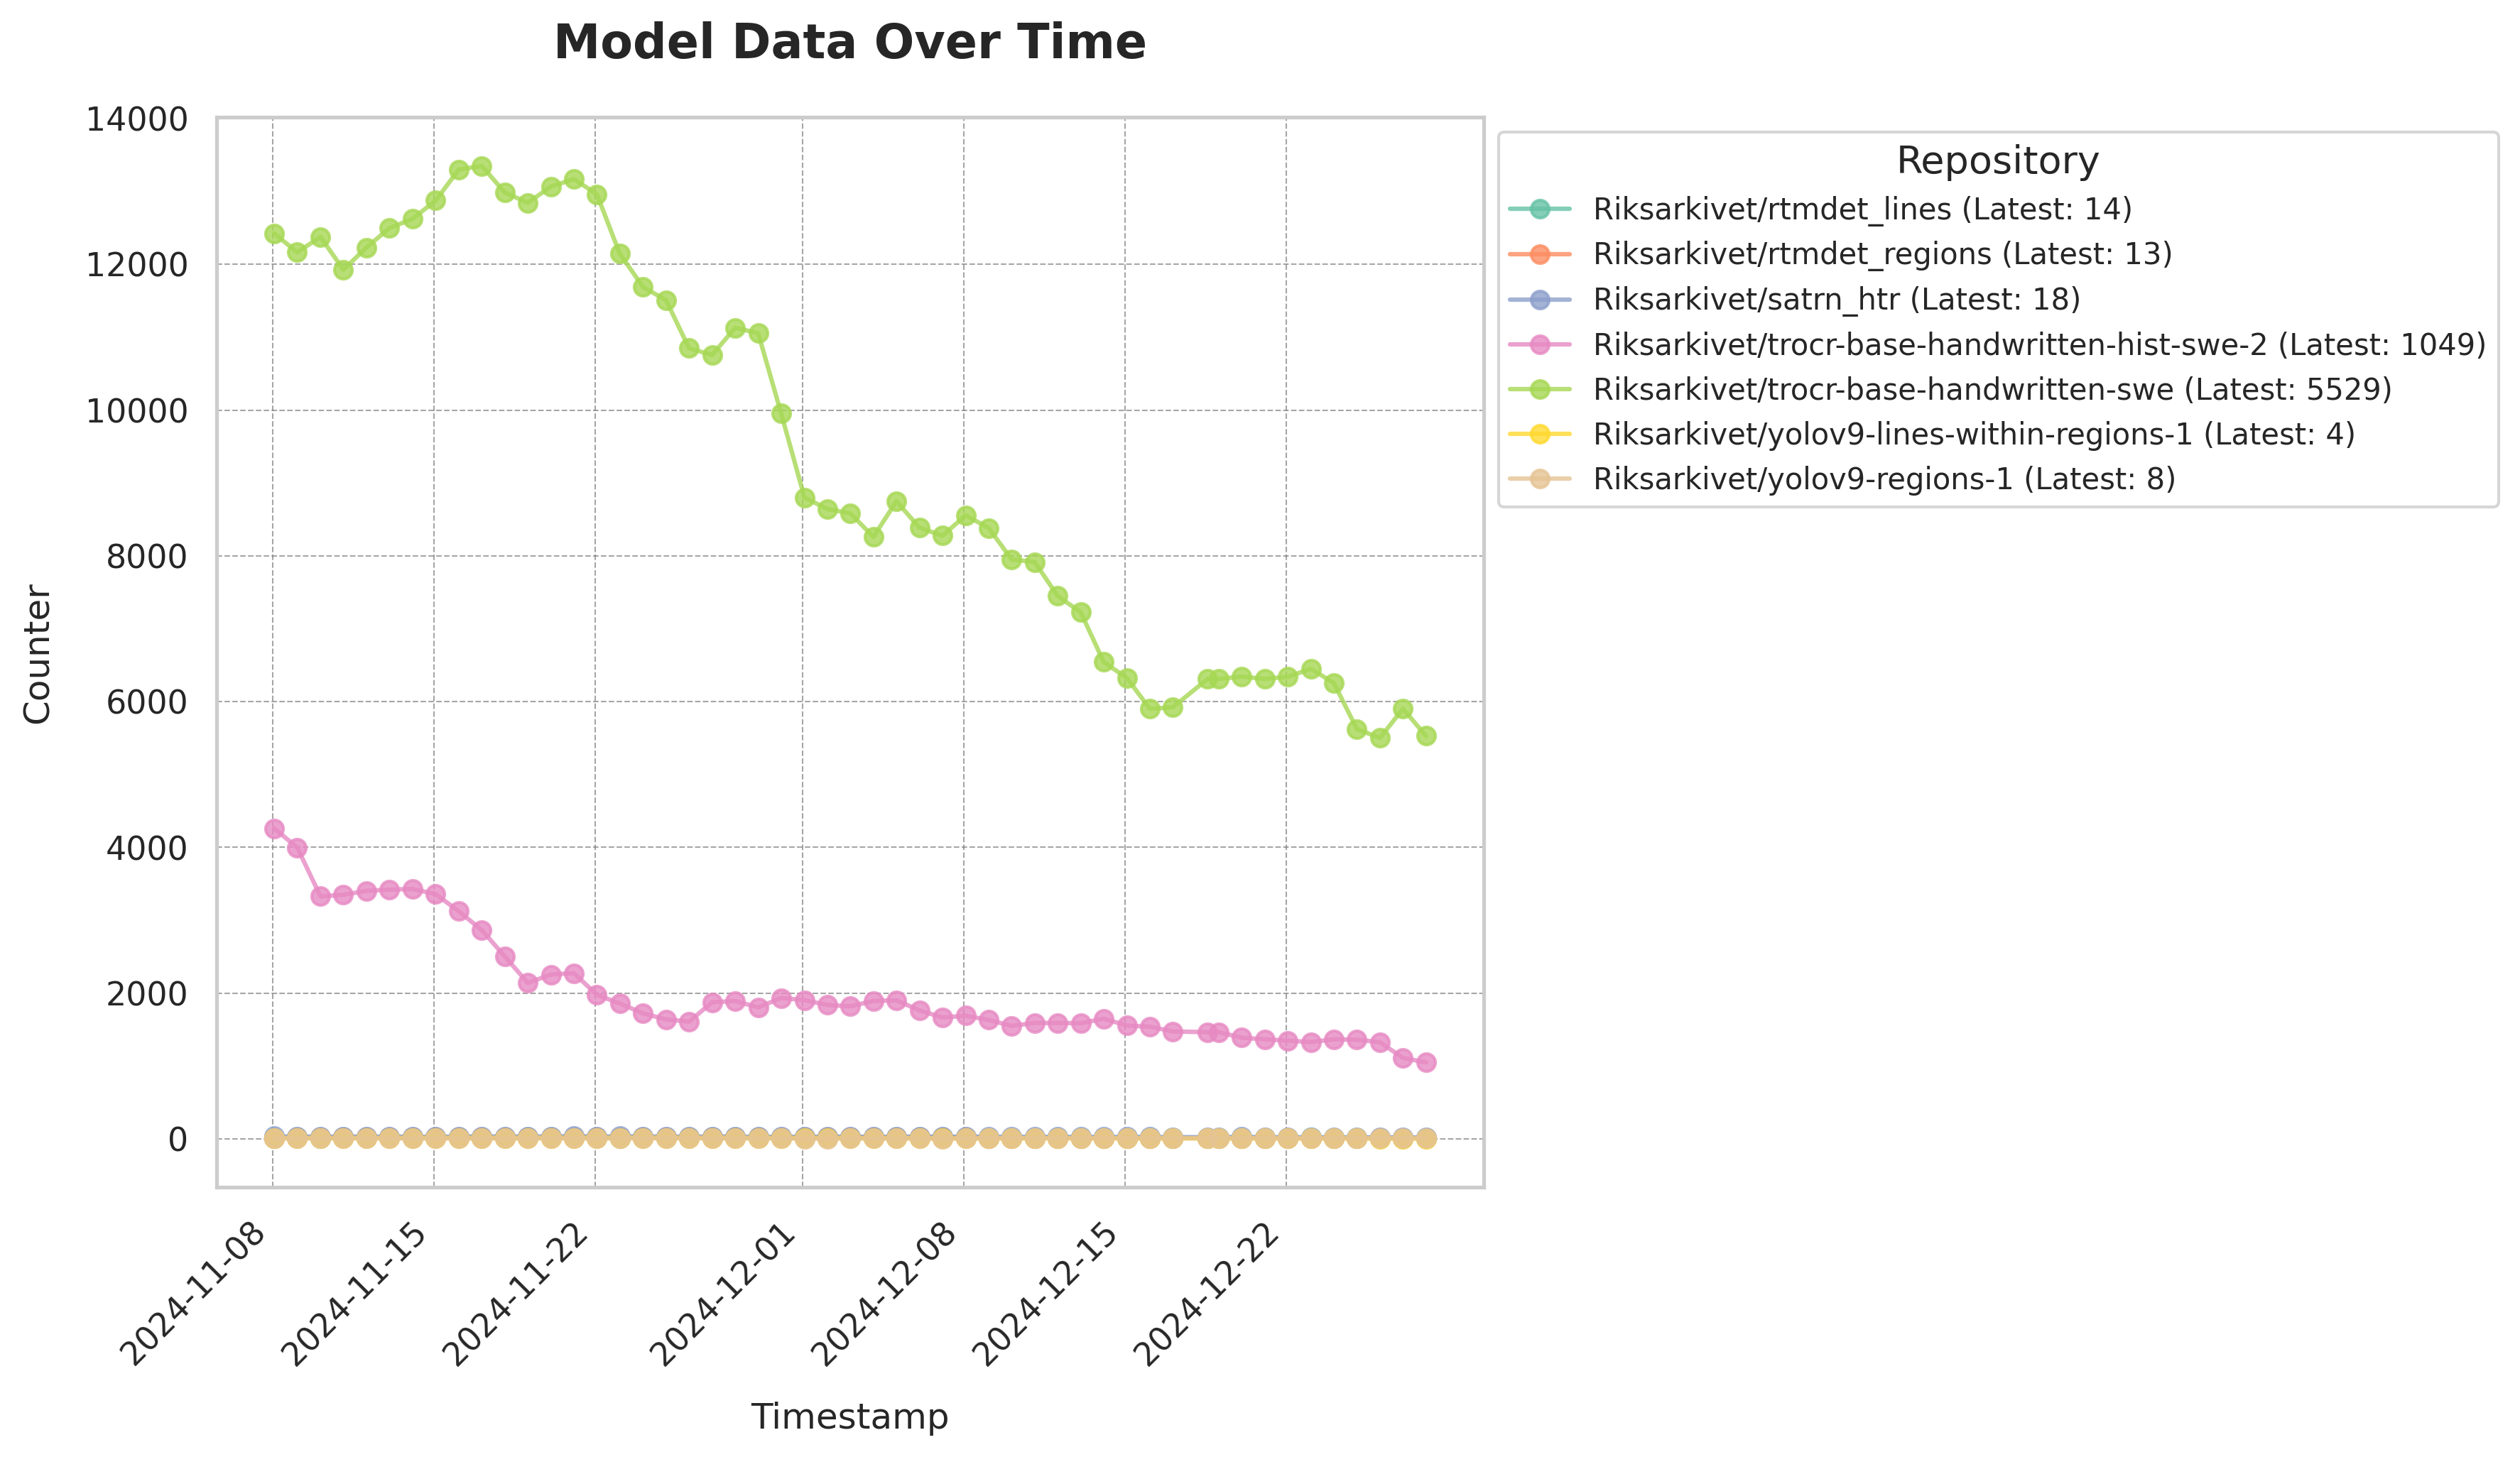 Model Data Over Time
14000
12000
10000
8000
6000
4000
2000
0
Counter
2024-11-08
2024-11-15
2024-11-22
2024-12-01
2024-12-08
2024-12-15
2024-12-22
Timestamp
Repository
Riksarkivet/rtmdet_lines (Latest: 14)
Riksarkivet/rtmdet_regions (Latest: 13)
Riksarkivet/satrn_htr (Latest: 18)
Riksarkivet/trocr-base-handwritten-hist-swe-2 (Latest: 1049)
Riksarkivet/trocr-base-handwritten-swe (Latest: 5529)
Riksarkivet/yolov9-lines-within-regions-1 (Latest: 4)
Riksarkivet/yolov9-regions-1 (Latest: 8)